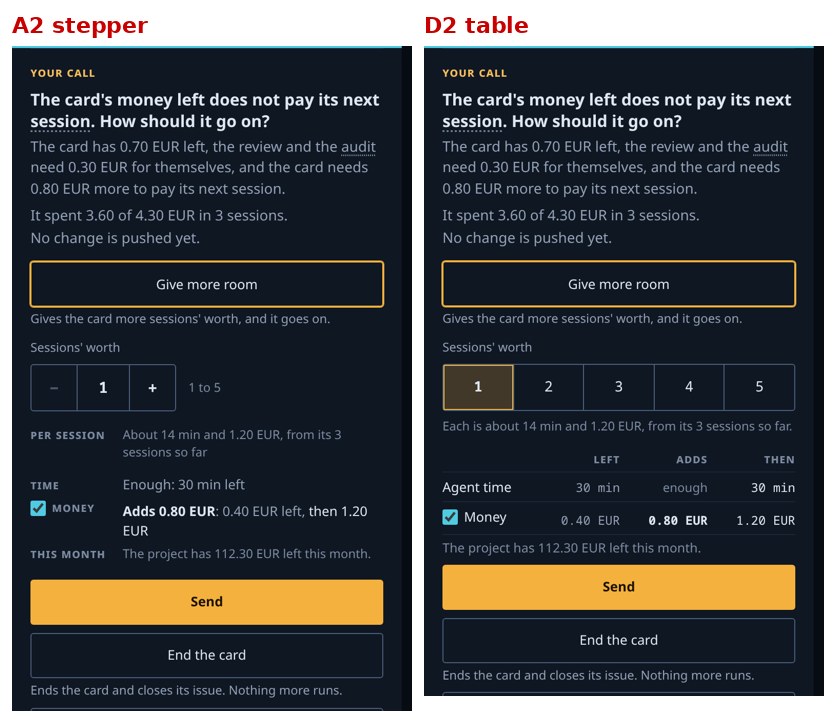 A2 stepper
YOUR CALL
The card's money left does not pay its next
session. How should it go on?
The card has 0.70 EUR left, the review and the audit
need 0.30 EUR for themselves, and the card needs
0.80 EUR more to pay its next session.
It spent 3.60 of 4.30 EUR in 3 sessions.
No change is pushed yet.
Give more room
Gives the card more sessions' worth, and it goes on.
Sessions' worth
− 1 + 1 to 5
PER SESSION About 14 min and 1.20 EUR, from its 3
sessions so far
TIME Enough: 30 min left
MONEY Adds 0.80 EUR: 0.40 EUR left, then 1.20
EUR
THIS MONTH The project has 112.30 EUR left this month.
Send
End the card
Ends the card and closes its issue. Nothing more runs.
D2 table
YOUR CALL
The card's money left does not pay its next
session. How should it go on?
The card has 0.70 EUR left, the review and the audit
need 0.30 EUR for themselves, and the card needs
0.80 EUR more to pay its next session.
It spent 3.60 of 4.30 EUR in 3 sessions.
No change is pushed yet.
Give more room
Gives the card more sessions' worth, and it goes on.
Sessions' worth
1 2 3 4 5
Each is about 14 min and 1.20 EUR, from its 3 sessions so far.
LEFT ADDS THEN
Agent time 30 min enough 30 min
Money 0.40 EUR 0.80 EUR 1.20 EUR
The project has 112.30 EUR left this month.
Send
End the card
Ends the card and closes its issue. Nothing more runs.